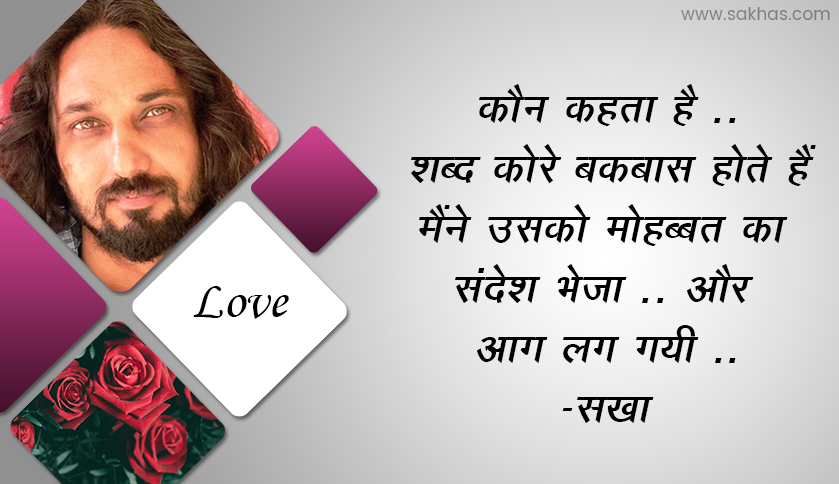 www.sakhas.com
कौन कहता है ..
शब्द कोरे बकबास होते हैं
मैंने उसको मोहब्बत का
संदेश भेजा .. और
आग लग गयी ..
-सखा
Love